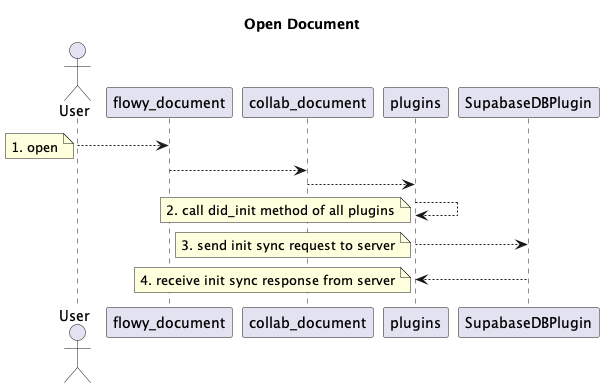 Open Document
User
flowy_document
collab_document
plugins
SupabaseDBPlugin
1. open
2. call did_init method of all plugins
3. send init sync request to server
4. receive init sync response from server
User
flowy_document
collab_document
plugins
SupabaseDBPlugin